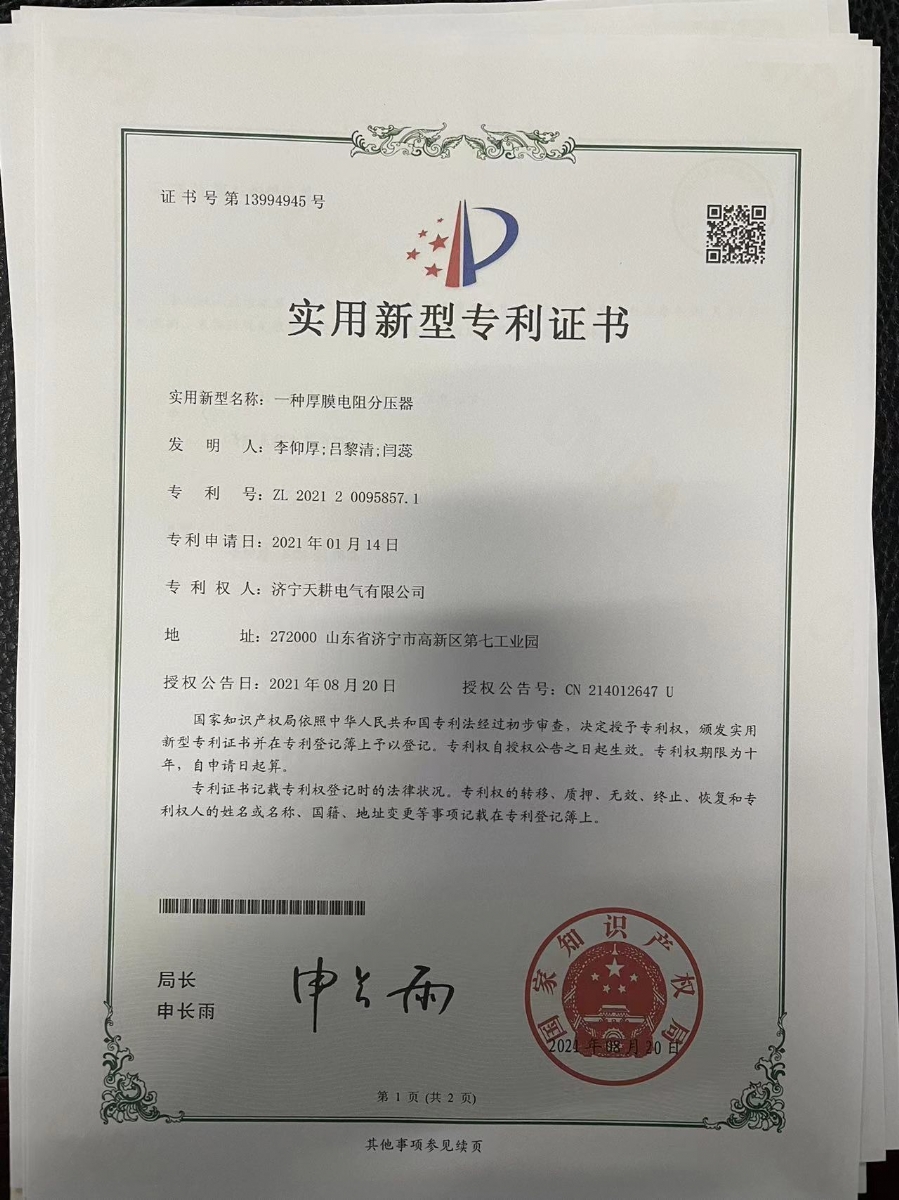 证书号第13994945号
实用新型专利证书
实用新型名称：一种厚膜电阻分压器
发明人：李仰厚;吕黎清;闫蕊
专利号：ZL 2021 2 0095857.1
专利申请日：2021年01月14日
专利权人：济宁天耕电气有限公司
地址：272000 山东省济宁市高新区第七工业园
授权公告日：2021年08月20日 授权公告号：CN 214012647 U
国家知识产权局依照中华人民共和国专利法经过初步审查，决定授予专利权，颁发实用
新型专利证书并在专利登记簿上予以登记。专利权自授权公告之日起生效。专利权期限为十
年，自申请日起算。
专利证书记载专利权登记时的法律状况。专利权的转移、质押、无效、终止、恢复和专
利权人的姓名或名称、国籍、地址变更等事项记载在专利登记簿上。
局长
申长雨
申长雨
国家知识产权局
2021年08月20日
第 1 页 (共 2 页)
其他事项参见续页